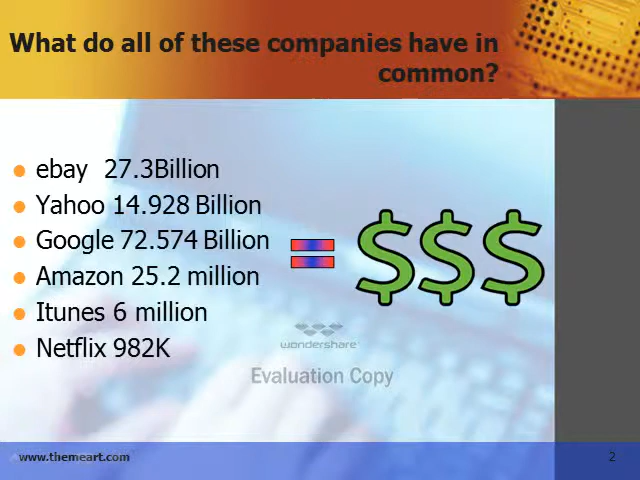 What do all of these companies have in
common?
ebay 27.3Billion
Yahoo 14.928 Billion
Google 72.574 Billion
Amazon 25.2 million
Itunes 6 million
Netflix 982K
$$$
wondershare
Evaluation Copy
www.themeart.com
2